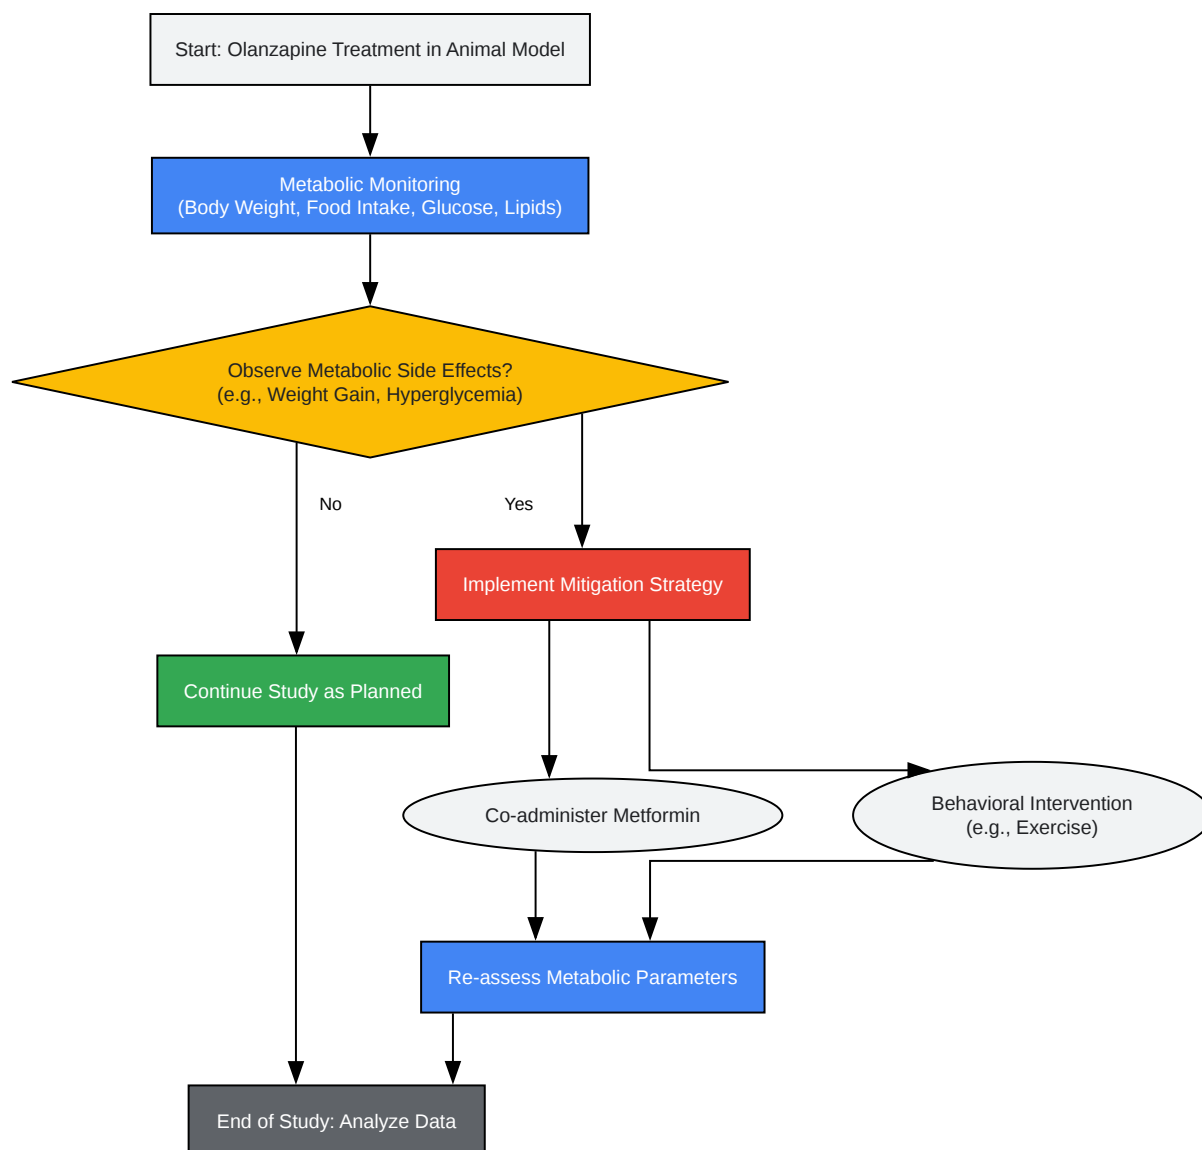 Start: Olanzapine Treatment in Animal Model
Metabolic Monitoring
(Body Weight, Food Intake, Glucose, Lipids)
Observe Metabolic Side Effects?
(e.g., Weight Gain, Hyperglycemia)
No
Yes
Implement Mitigation Strategy
Continue Study as Planned
Co-administer Metformin
Behavioral Intervention
(e.g., Exercise)
Re-assess Metabolic Parameters
End of Study: Analyze Data